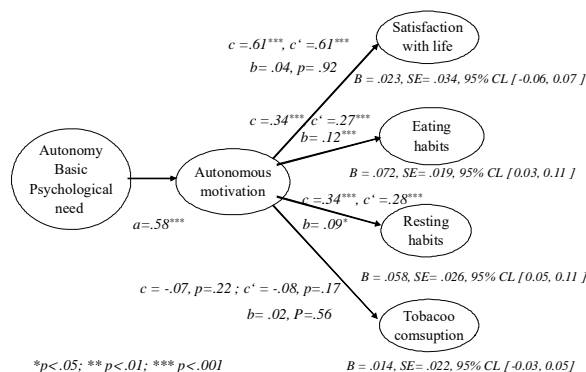 c =.61***, c‘ =.61***
b= .04, p= .92
Satisfaction
with life
B = .023, SE= .034, 95% CL [ -0.06, 0.07 ]
c =.34***, c‘ =.27***
b= .12***
Eating
habits
B = .072, SE= .019, 95% CL [ 0.03, 0.11 ]
Autonomy
Basic
Psychological
need
a=.58***
Autonomous
motivation
c =.34***, c‘ =.28***
b= .09*
Resting
habits
B = .058, SE= .026, 95% CL [ 0.05, 0.11 ]
c = -.07, p=.22 ; c‘ = -.08, p=.17
b= .02, P=.56
Tobacoo
comsuption
B = .014, SE= .022, 95% CL [ -0.03, 0.05]
*p<.05; ** p<.01; *** p<.001